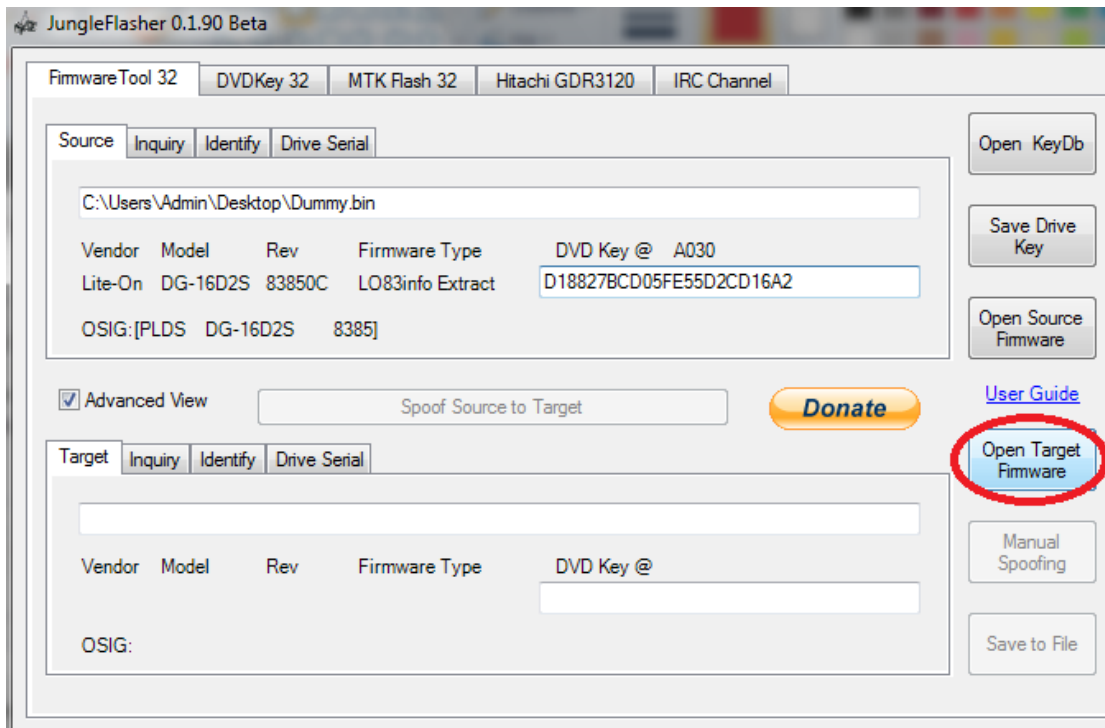 JungleFlasher 0.1.90 Beta
FirmwareTool 32 DVDKey 32 MTK Flash 32 Hitachi GDR3120 IRC Channel
Source Inquiry Identify Drive Serial
Open KeyDb
C:\Users\Admin\Desktop\Dummy.bin
Save Drive
Key
Vendor Model Rev Firmware Type DVD Key @ A030
Lite-On DG-16D2S 83850C LO83info Extract D18827BCD05FE55D2CD16A2
OSIG:[PLDS DG-16D2S 8385]
Open Source
Firmware
Advanced View Spoof Source to Target Donate User Guide
Target Inquiry Identify Drive Serial
Open Target
Firmware
Vendor Model Rev Firmware Type DVD Key @
Manual
Spoofing
OSIG:
Save to File